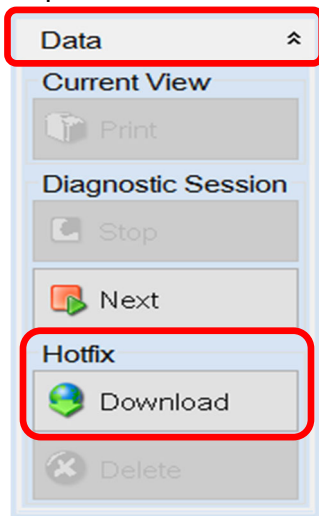 Data
Current View
Print
Diagnostic Session
Stop
Next
Hotfix
Download
Delete